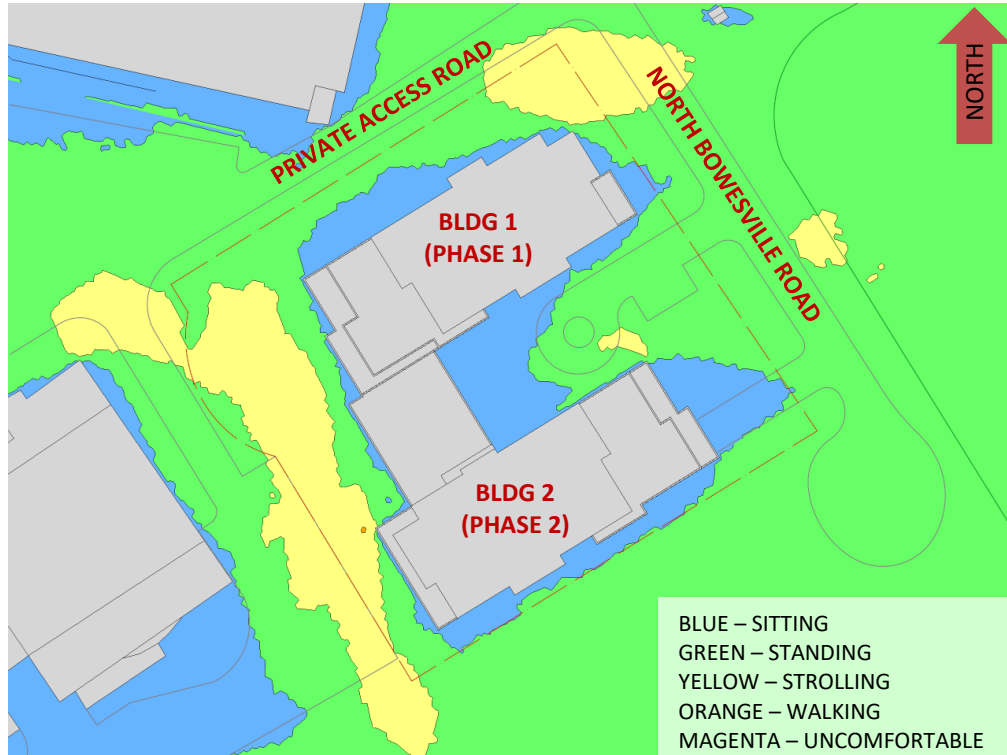 PRIVATE ACCESS ROAD
NORTH BOWESVILLE ROAD
NORTH
BLDG 1
(PHASE 1)
BLDG 2
(PHASE 2)
BLUE – SITTING
GREEN – STANDING
YELLOW – STROLLING
ORANGE – WALKING
MAGENTA – UNCOMFORTABLE